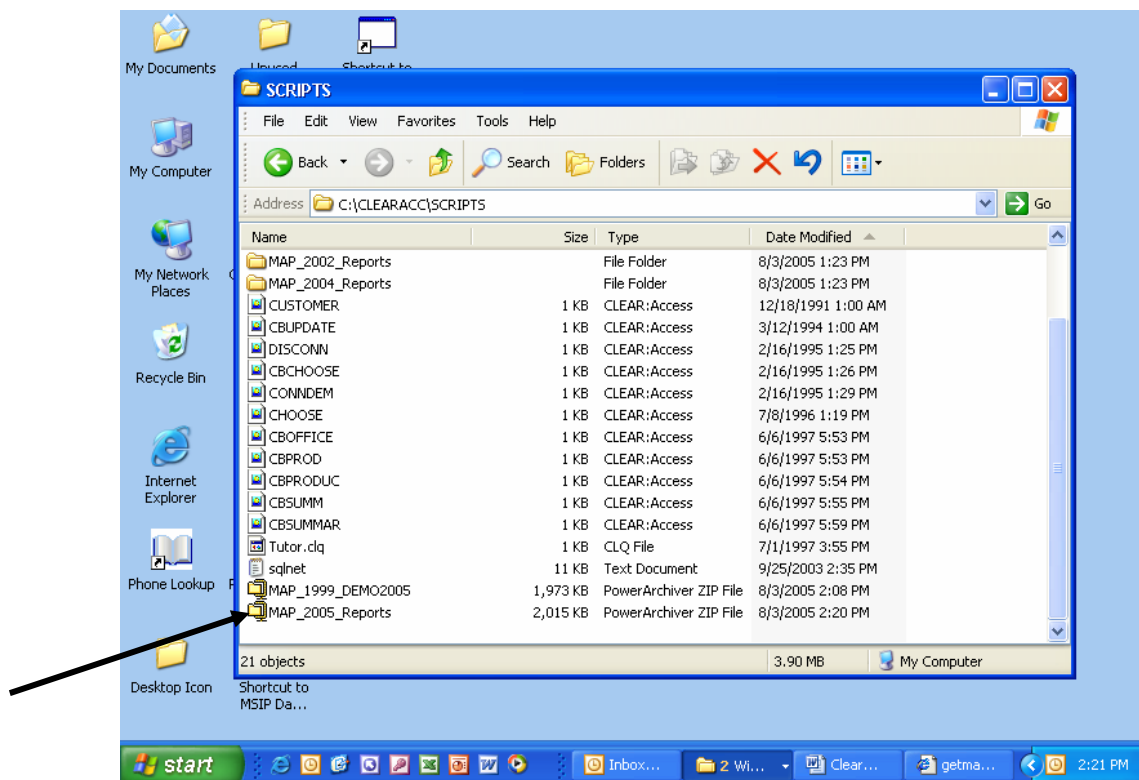 My Documents
Unused
Shortcut to
SCRIPTS
File Edit View Favorites Tools Help
Back Search Folders
Address C:\CLEARACC\SCRIPTS Go
Name Size Type Date Modified
MAP_2002_Reports File Folder 8/3/2005 1:23 PM
MAP_2004_Reports File Folder 8/3/2005 1:23 PM
CUSTOMER 1 KB CLEAR:Access 12/18/1991 1:00 AM
CBUPDATE 1 KB CLEAR:Access 3/12/1994 1:00 AM
DISCONN 1 KB CLEAR:Access 2/16/1995 1:25 PM
CBCHOOSE 1 KB CLEAR:Access 2/16/1995 1:26 PM
CONNDEM 1 KB CLEAR:Access 2/16/1995 1:29 PM
CHOOSE 1 KB CLEAR:Access 7/8/1996 1:19 PM
CBOFFICE 1 KB CLEAR:Access 6/6/1997 5:53 PM
CBPROD 1 KB CLEAR:Access 6/6/1997 5:53 PM
CBPRODUC 1 KB CLEAR:Access 6/6/1997 5:54 PM
CBSUMM 1 KB CLEAR:Access 6/6/1997 5:55 PM
CBSUMMAR 1 KB CLEAR:Access 6/6/1997 5:59 PM
Tutor.clq 1 KB CLQ File 7/1/1997 3:55 PM
sqlnet 11 KB Text Document 9/25/2003 2:35 PM
MAP_1999_DEMO2005 1,973 KB PowerArchiver ZIP File 8/3/2005 2:08 PM
MAP_2005_Reports 2,015 KB PowerArchiver ZIP File 8/3/2005 2:20 PM
21 objects 3.90 MB My Computer
My Computer
My Network
Places
Recycle Bin
Internet
Explorer
Phone Lookup
Desktop Icon
Shortcut to
MSIP Da...
start Inbox... 2 Wi... Clear... getma... 2:21 PM